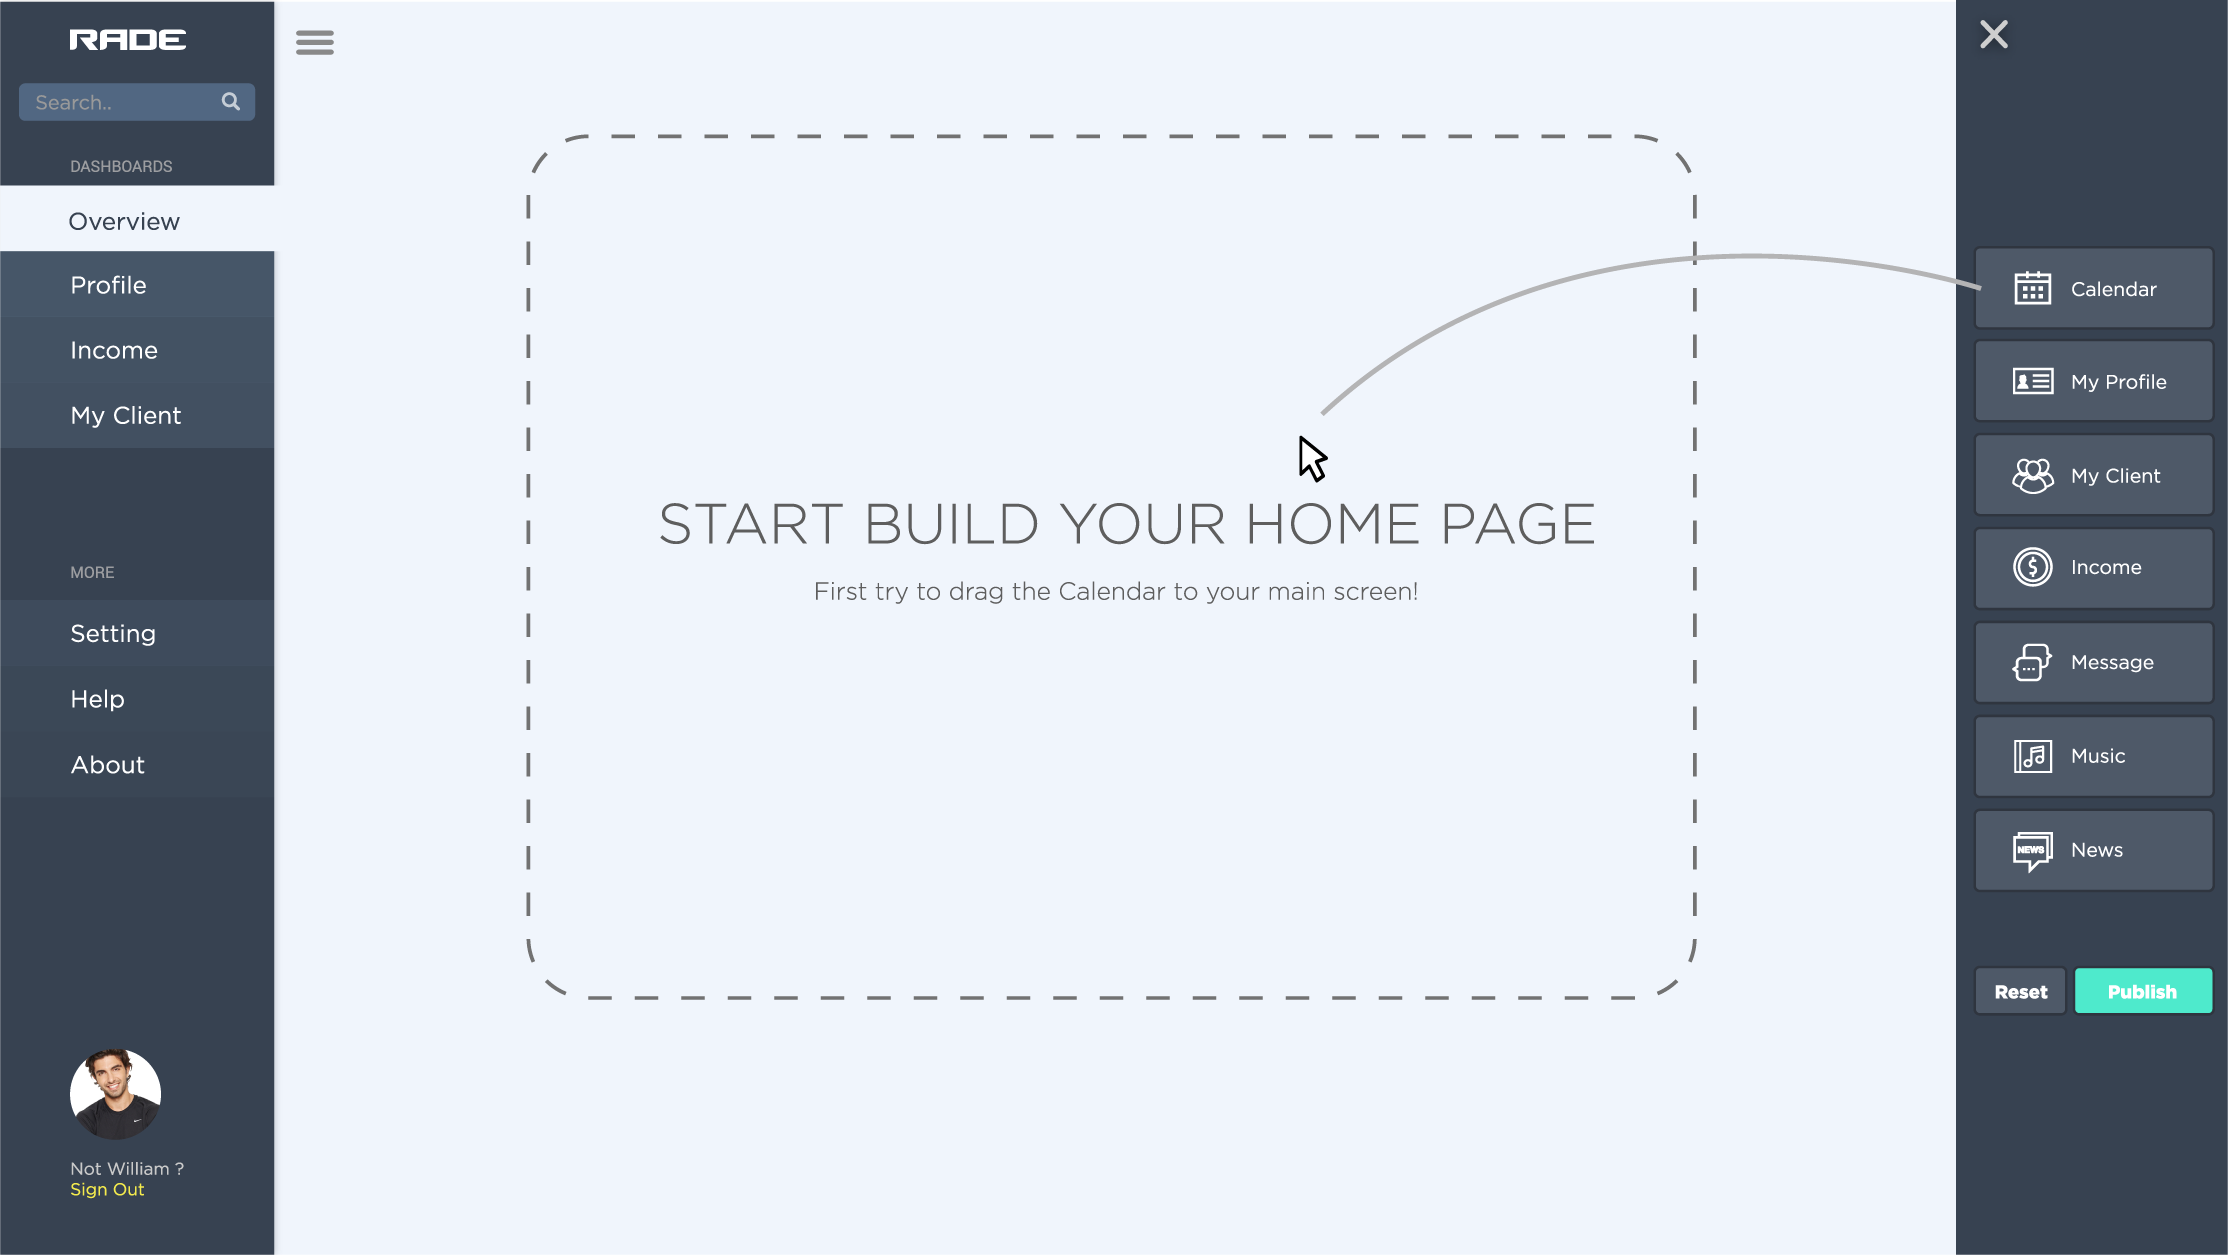 RADE
Search..
DASHBOARDS
Overview
Profile
Income
My Client
MORE
Setting
Help
About
Not William ?
Sign Out
START BUILD YOUR HOME PAGE
First try to drag the Calendar to your main screen!
Calendar
My Profile
My Client
Income
Message
Music
NEWS
News
Reset
Publish